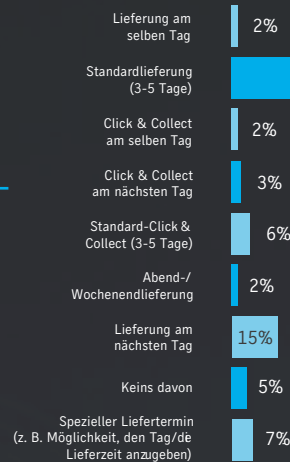 Lieferung am
selben Tag
2%
Standardlieferung
(3-5 Tage)
Click & Collect
am selben Tag
2%
Click & Collect
am nächsten Tag
3%
Standard-Click &
Collect (3-5 Tage)
6%
Abend-/
Wochenendlieferung
2%
Lieferung am
nächsten Tag
15%
Keins davon
5%
Spezieller Liefertermin
(z. B. Möglichkeit, den Tag/die
Lieferzeit anzugeben)
7%